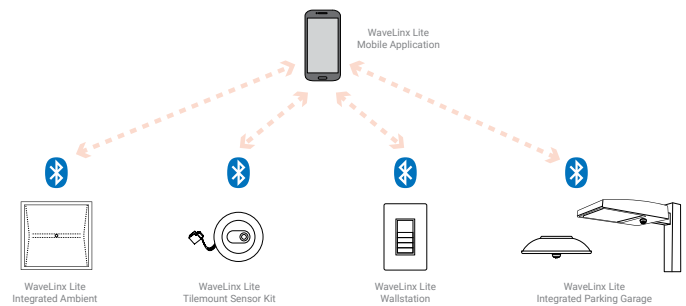 WaveLinx Lite
Mobile Application
WaveLinx Lite
Integrated Ambient
WaveLinx Lite
Tilemount Sensor Kit
WaveLinx Lite
Wallstation
WaveLinx Lite
Integrated Parking Garage